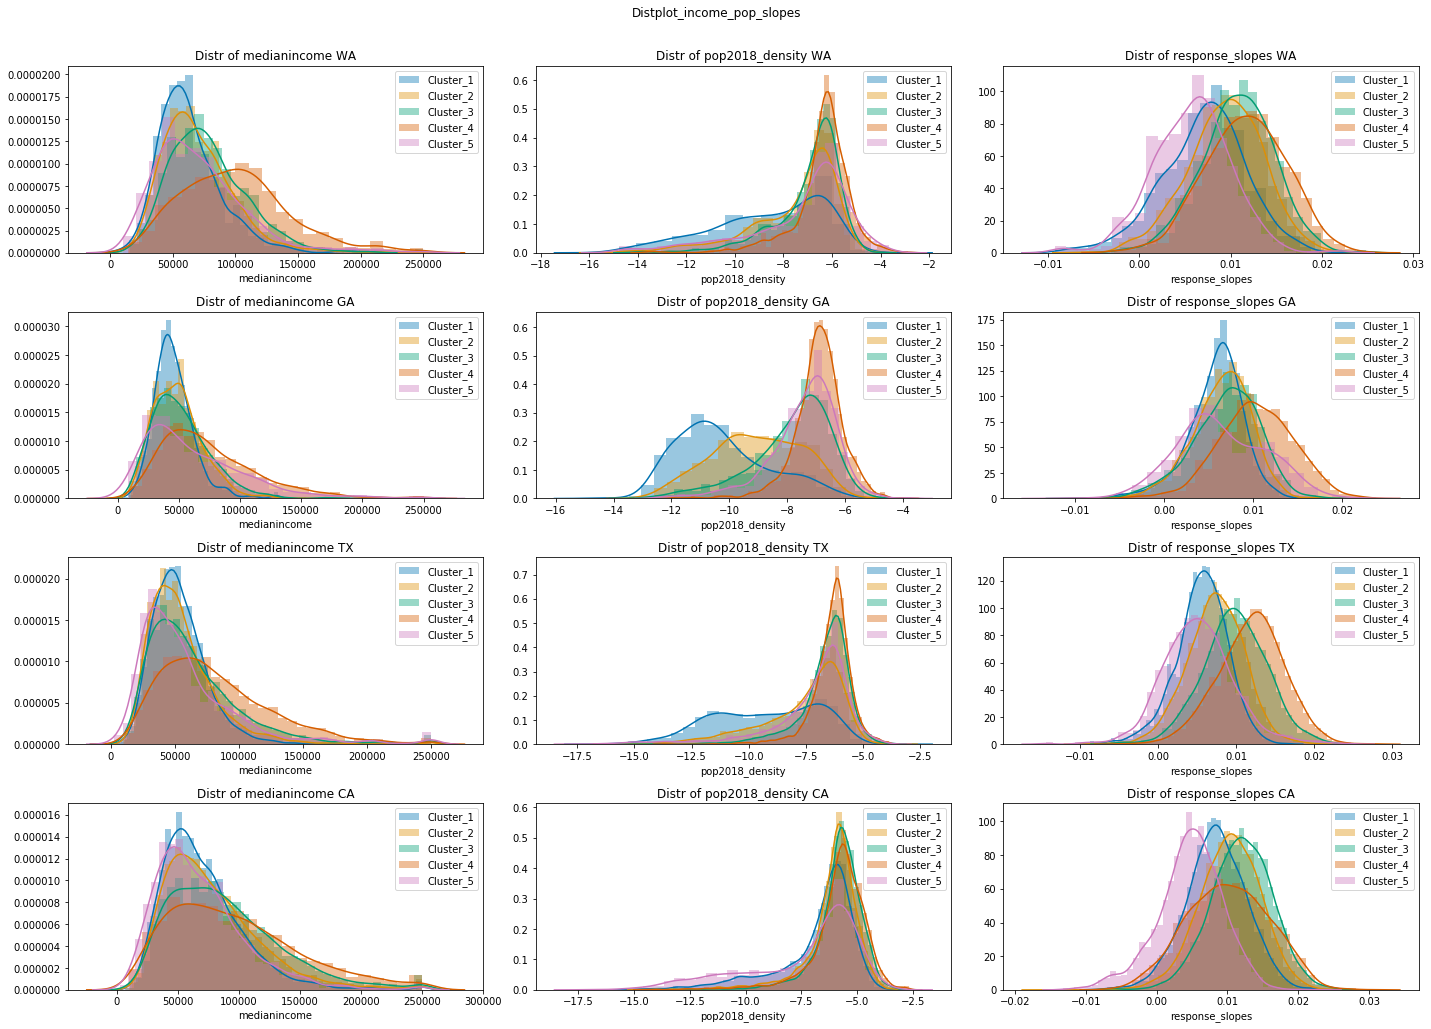 Distplot_income_pop_slopes
Distr of medianincome WA
0.0000200
0.0000175
0.0000150
0.0000125
0.0000100
0.0000075
0.0000050
0.0000025
0.0000000
0 50000 100000 150000 200000 250000
medianincome
Cluster_1
Cluster_2
Cluster_3
Cluster_4
Cluster_5
Distr of pop2018_density WA
0.6
0.5
0.4
0.3
0.2
0.1
0.0
−18 −16 −14 −12 −10 −8 −6 −4 −2
pop2018_density
Cluster_1
Cluster_2
Cluster_3
Cluster_4
Cluster_5
Distr of response_slopes WA
100
80
60
40
20
0
−0.01 0.00 0.01 0.02 0.03
response_slopes
Cluster_1
Cluster_2
Cluster_3
Cluster_4
Cluster_5
Distr of medianincome GA
0.000030
0.000025
0.000020
0.000015
0.000010
0.000005
0.000000
0 50000 100000 150000 200000 250000
medianincome
Cluster_1
Cluster_2
Cluster_3
Cluster_4
Cluster_5
Distr of pop2018_density GA
0.6
0.5
0.4
0.3
0.2
0.1
0.0
−16 −14 −12 −10 −8 −6 −4
pop2018_density
Cluster_1
Cluster_2
Cluster_3
Cluster_4
Cluster_5
Distr of response_slopes GA
175
150
125
100
75
50
25
0
−0.01 0.00 0.01 0.02
response_slopes
Cluster_1
Cluster_2
Cluster_3
Cluster_4
Cluster_5
Distr of medianincome TX
0.000020
0.000015
0.000010
0.000005
0.000000
0 50000 100000 150000 200000 250000
medianincome
Cluster_1
Cluster_2
Cluster_3
Cluster_4
Cluster_5
Distr of pop2018_density TX
0.7
0.6
0.5
0.4
0.3
0.2
0.1
0.0
−17.5 −15.0 −12.5 −10.0 −7.5 −5.0 −2.5
pop2018_density
Cluster_1
Cluster_2
Cluster_3
Cluster_4
Cluster_5
Distr of response_slopes TX
120
100
80
60
40
20
0
−0.01 0.00 0.01 0.02 0.03
response_slopes
Cluster_1
Cluster_2
Cluster_3
Cluster_4
Cluster_5
Distr of medianincome CA
0.000016
0.000014
0.000012
0.000010
0.000008
0.000006
0.000004
0.000002
0.000000
0 50000 100000 150000 200000 250000 300000
medianincome
Cluster_1
Cluster_2
Cluster_3
Cluster_4
Cluster_5
Distr of pop2018_density CA
0.6
0.5
0.4
0.3
0.2
0.1
0.0
−17.5 −15.0 −12.5 −10.0 −7.5 −5.0 −2.5
pop2018_density
Cluster_1
Cluster_2
Cluster_3
Cluster_4
Cluster_5
Distr of response_slopes CA
100
80
60
40
20
0
−0.02 −0.01 0.00 0.01 0.02 0.03
response_slopes
Cluster_1
Cluster_2
Cluster_3
Cluster_4
Cluster_5